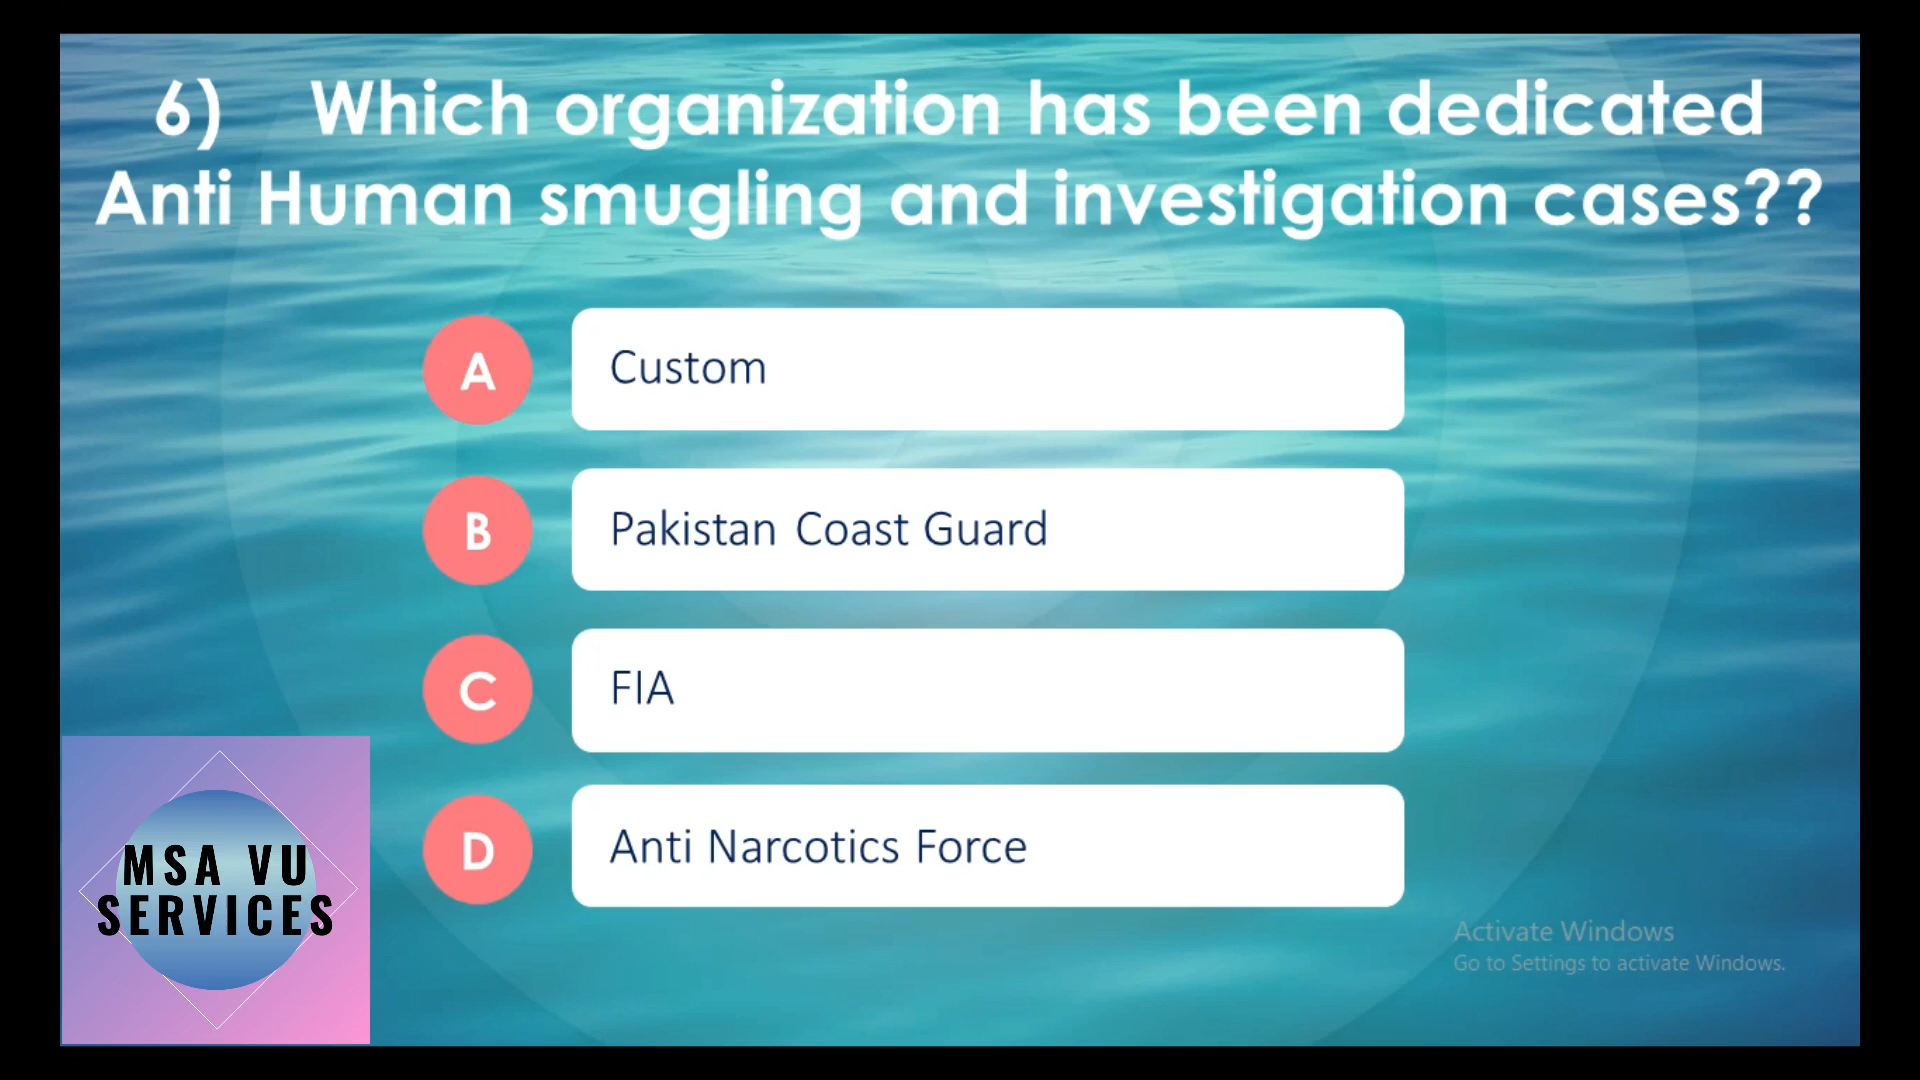 6) Which organization has been dedicated
Anti Human smugling and investigation cases??
A Custom
B Pakistan Coast Guard
C FIA
D Anti Narcotics Force
MSA VU
SERVICES
Activate Windows
Go to Settings to activate Windows.